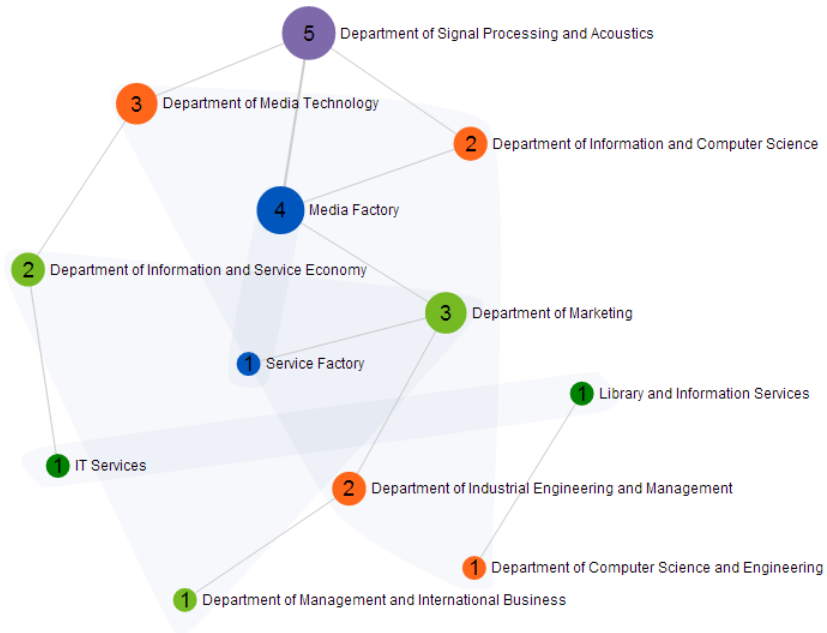 5 Department of Signal Processing and Acoustics
3 Department of Media Technology
2 Department of Information and Computer Science
4 Media Factory
2 Department of Information and Service Economy
3 Department of Marketing
1 Service Factory
1 Library and Information Services
1 IT Services
2 Department of Industrial Engineering and Management
1 Department of Computer Science and Engineering
1 Department of Management and International Business